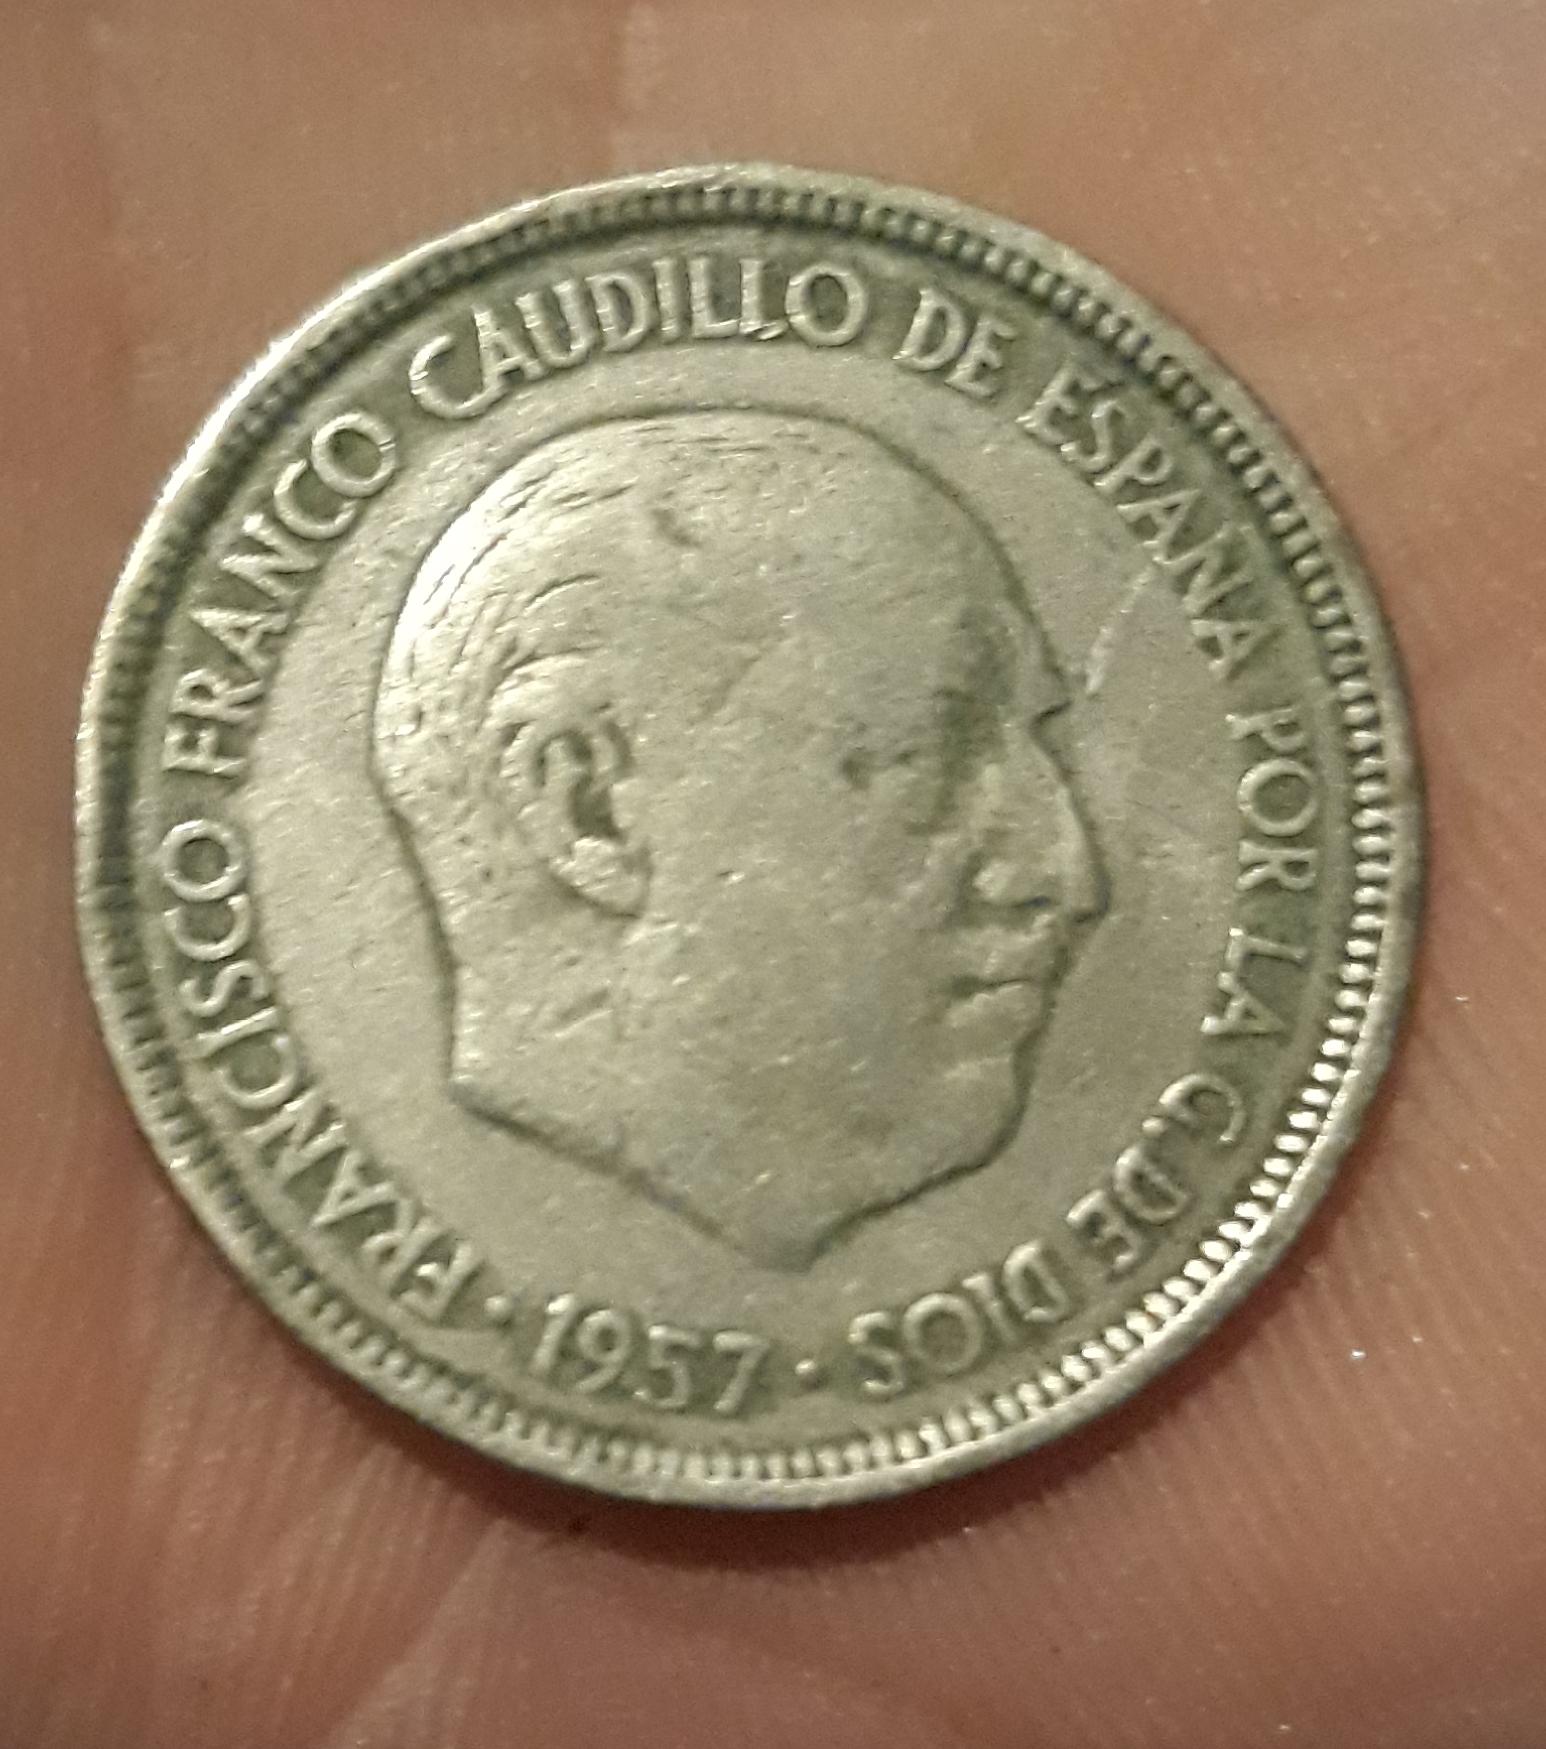 FRANCISCO FRANCO CAUDILLO DE ESPAÑA POR LA G.DE DIOS
· 1957 ·